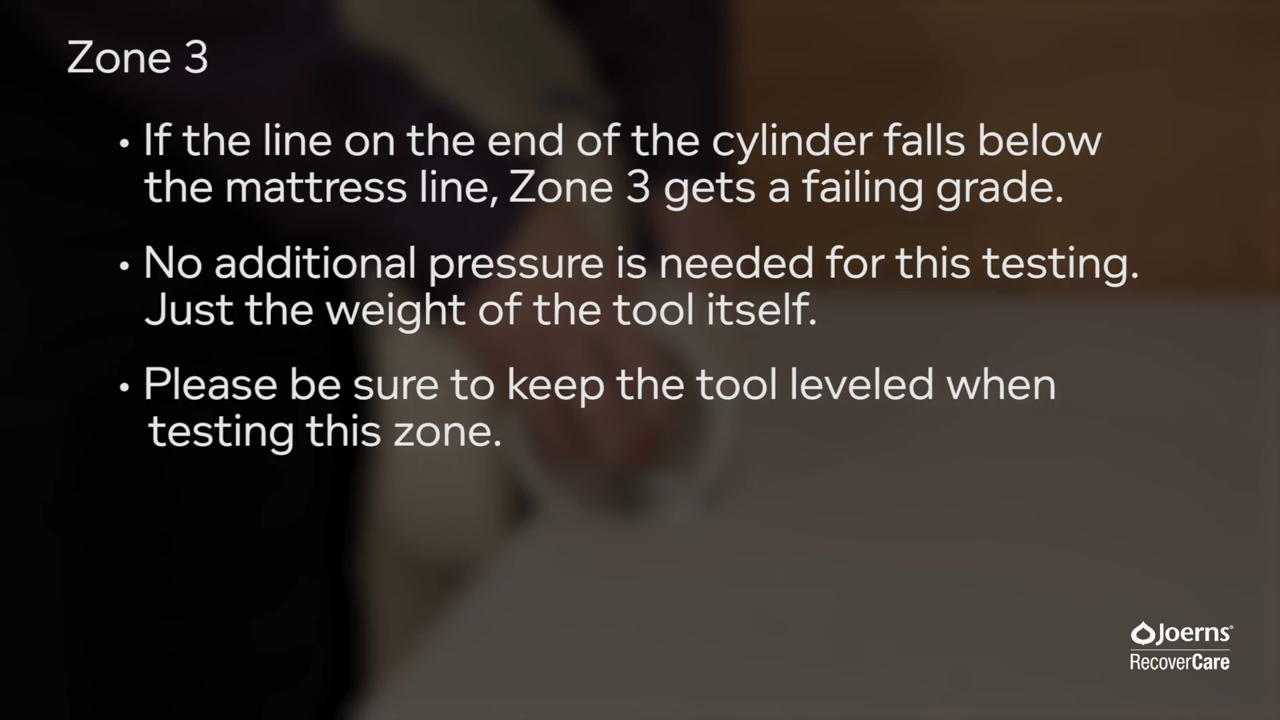 Zone 3
• If the line on the end of the cylinder falls below
the mattress line, Zone 3 gets a failing grade.
• No additional pressure is needed for this testing.
Just the weight of the tool itself.
• Please be sure to keep the tool leveled when
testing this zone.
Joerns®
RecoverCare